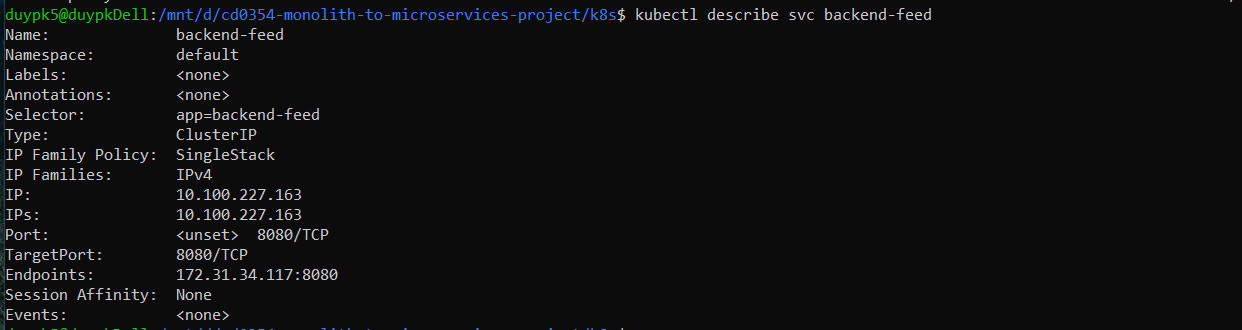 duypk5@duypkDell:/mnt/d/cd0354-monolith-to-microservices-project/k8s$ kubectl describe svc backend-feed
Name:              backend-feed
Namespace:         default
Labels:            <none>
Annotations:       <none>
Selector:          app=backend-feed
Type:              ClusterIP
IP Family Policy:  SingleStack
IP Families:       IPv4
IP:                10.100.227.163
IPs:               10.100.227.163
Port:              <unset>  8080/TCP
TargetPort:        8080/TCP
Endpoints:         172.31.34.117:8080
Session Affinity:  None
Events:            <none>